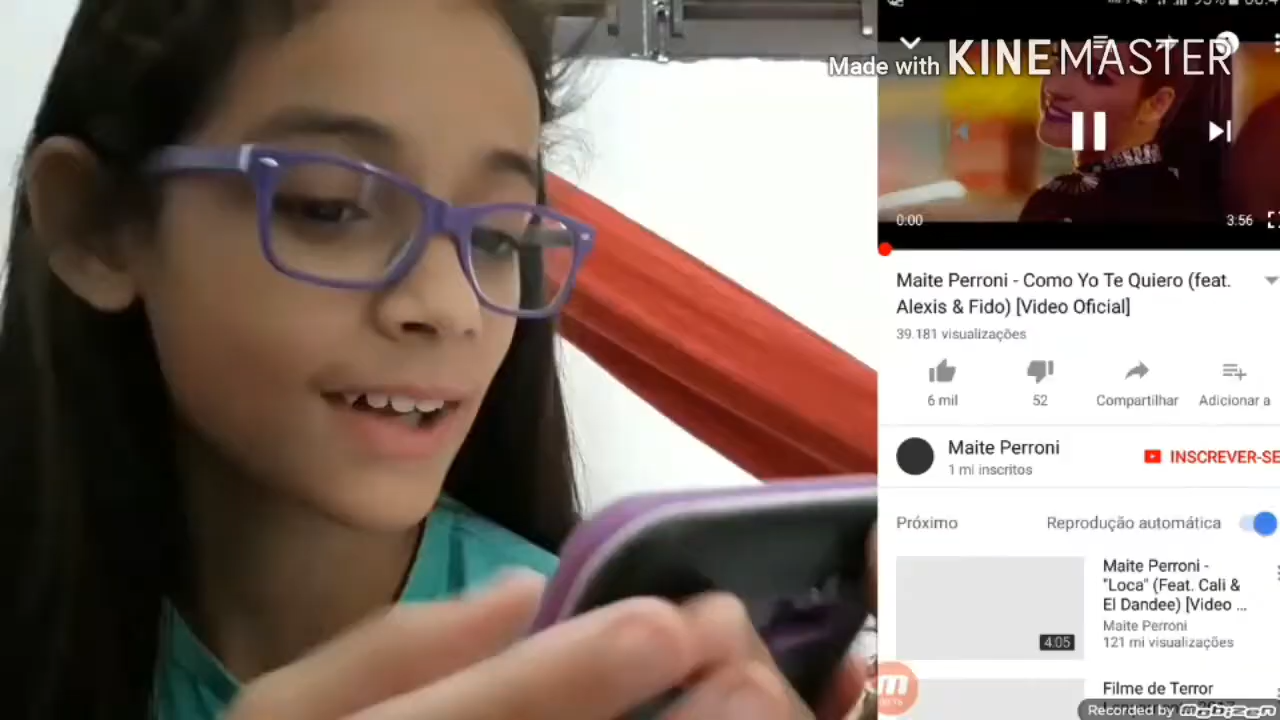 Made with KINEMASTER
0:00
3:56
Maite Perroni - Como Yo Te Quiero (feat.
Alexis & Fido) [Video Oficial]
39.181 visualizações
6 mil
52
Compartilhar
Adicionar a
Maite Perroni
1 mi inscritos
INSCREVER-SE
Próximo
Reprodução automática
Maite Perroni -
"Loca" (Feat. Cali &
El Dandee) [Video ...
Maite Perroni
121 mi visualizações
4:05
Filme de Terror
Recorded by mobizen